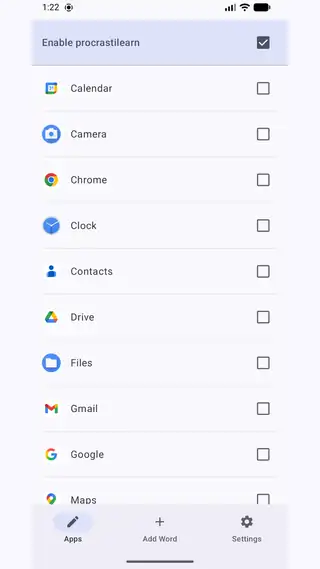 1:22
Enable procrastilearn
Calendar
Camera
Chrome
Clock
Contacts
Drive
Files
Gmail
Google
Maps
Apps
Add Word
Settings